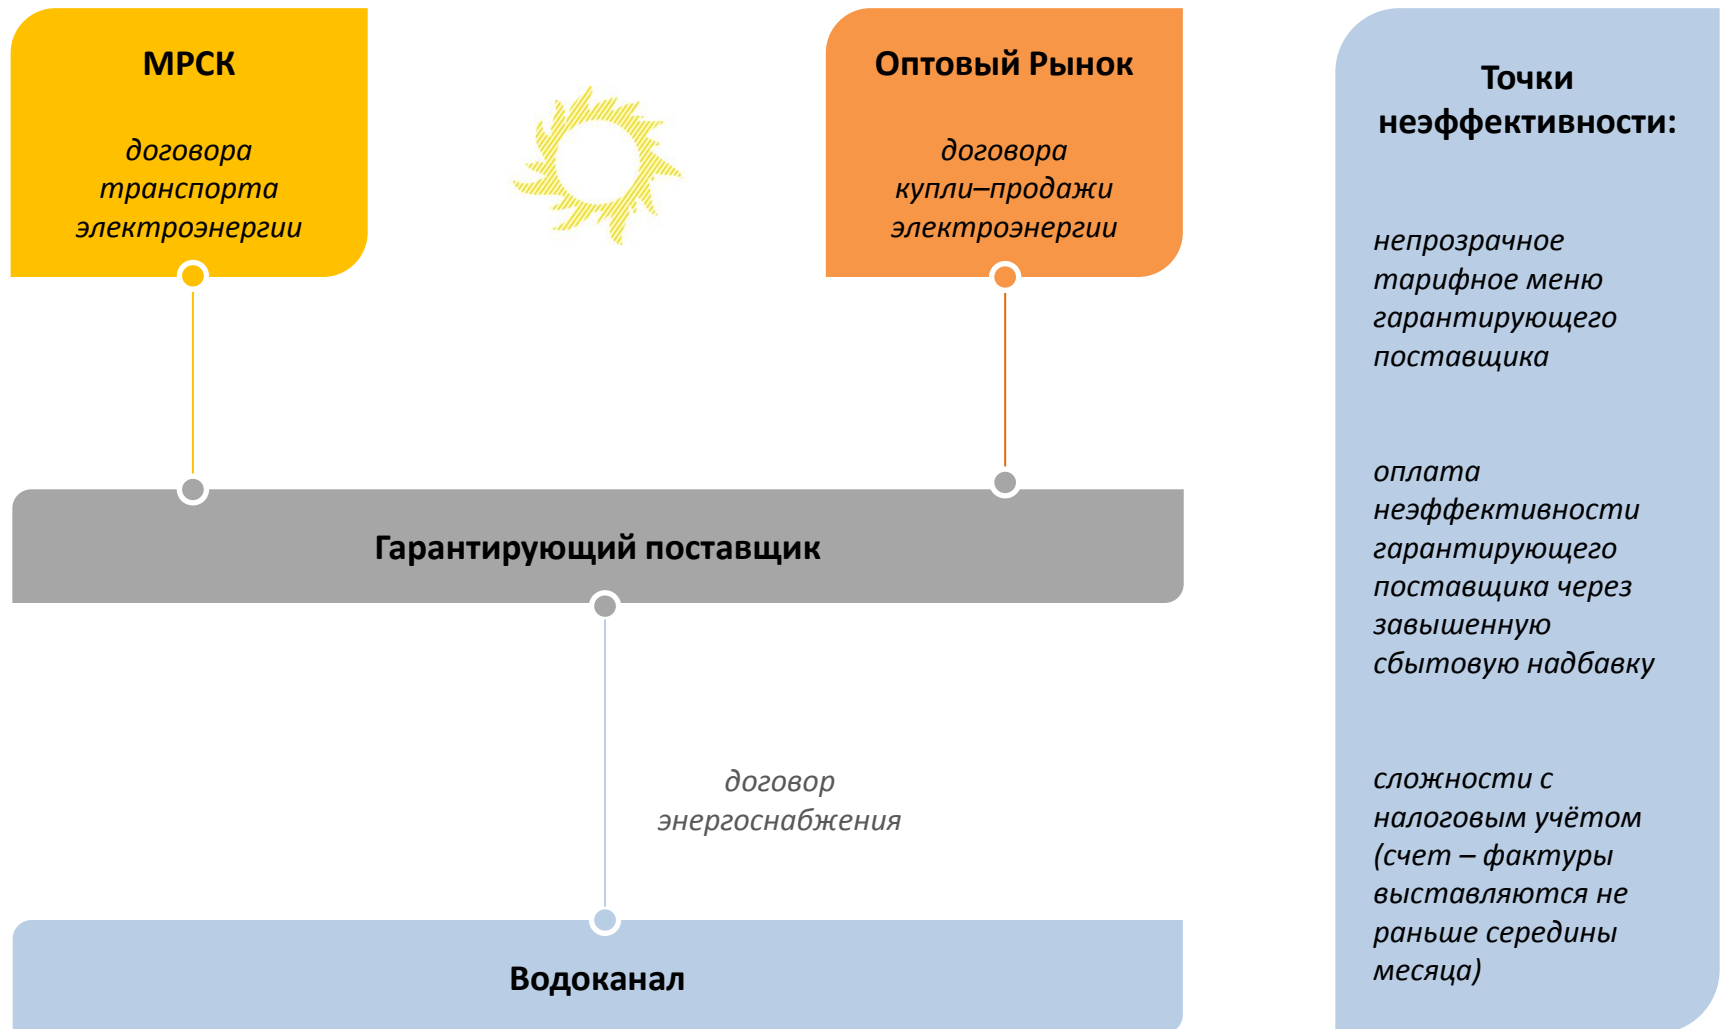 МРСК
договора
транспорта
электроэнергии
Оптовый Рынок
договора
купли–продажи
электроэнергии
Гарантирующий поставщик
договор
энергоснабжения
Водоканал
Точки
неэффективности:
непрозрачное
тарифное меню
гарантирующего
поставщика
оплата
неэффективности
гарантирующего
поставщика через
завышенную
сбытовую надбавку
сложности с
налоговым учётом
(счет – фактуры
выставляются не
раньше середины
месяца)